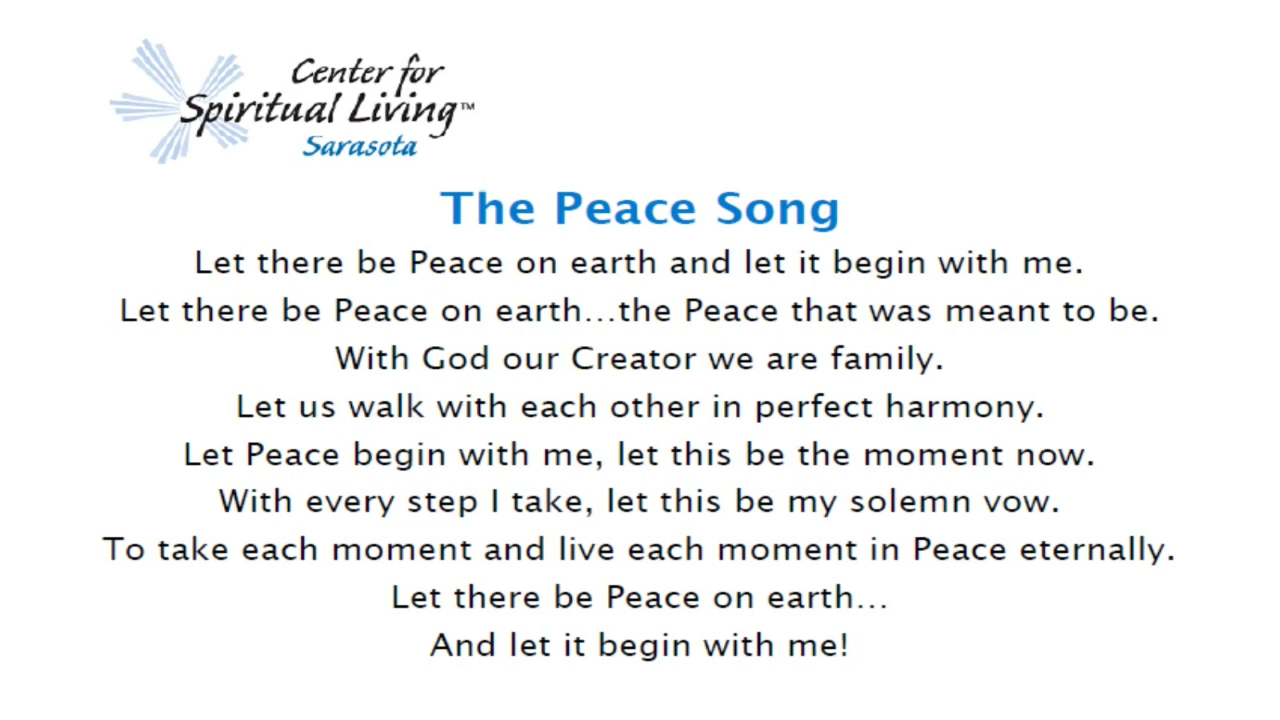 Center for
Spiritual Living™
Sarasota
The Peace Song
Let there be Peace on earth and let it begin with me.
Let there be Peace on earth...the Peace that was meant to be.
With God our Creator we are family.
Let us walk with each other in perfect harmony.
Let Peace begin with me, let this be the moment now.
With every step I take, let this be my solemn vow.
To take each moment and live each moment in Peace eternally.
Let there be Peace on earth...
And let it begin with me!